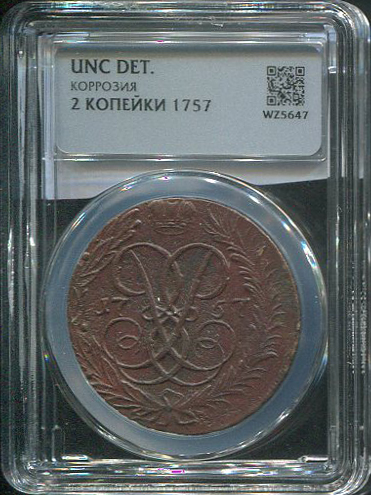 UNC DET.
КОРРОЗИЯ
2 КОПЕЙКИ 1757
WZ5647
17 57